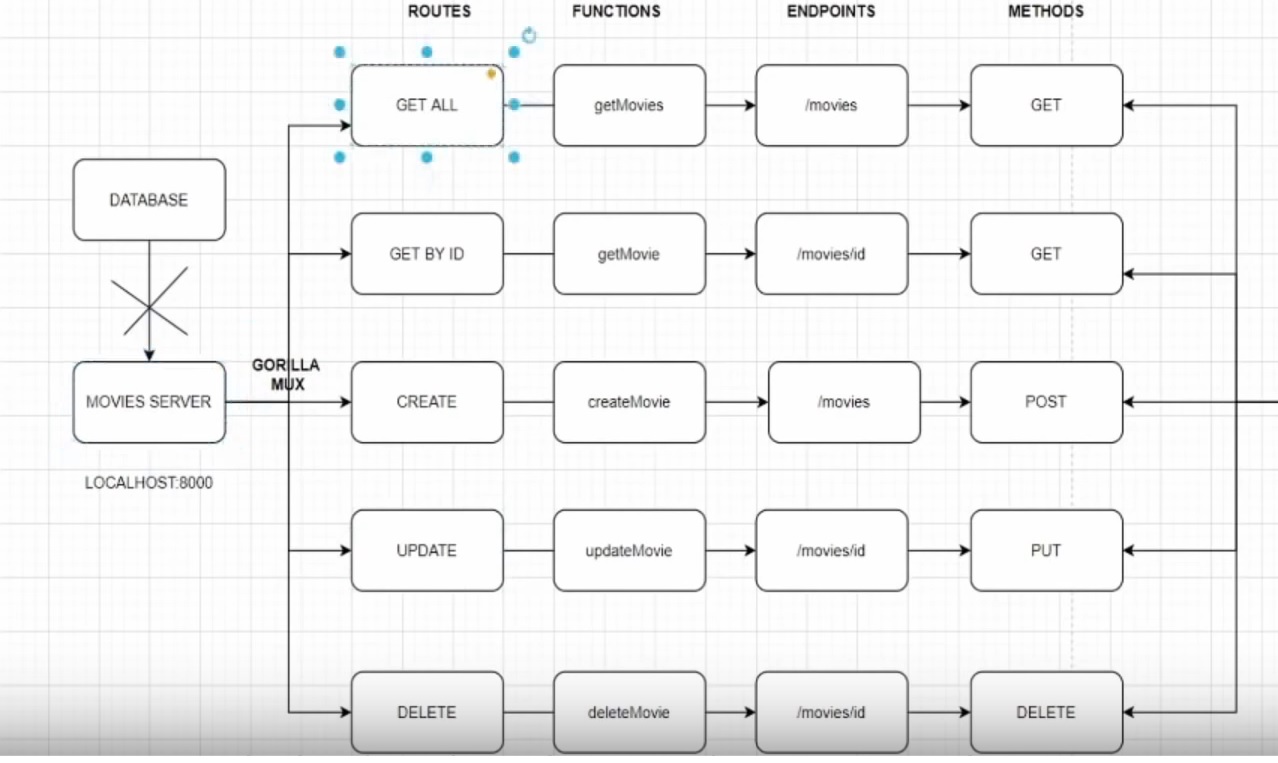 ROUTES FUNCTIONS ENDPOINTS METHODS
GET ALL getMovies /movies GET
DATABASE
GET BY ID getMovie /movies/id GET
GORILLA
MUX
MOVIES SERVER CREATE createMovie /movies POST
LOCALHOST:8000
UPDATE updateMovie /movies/id PUT
DELETE deleteMovie /movies/id DELETE